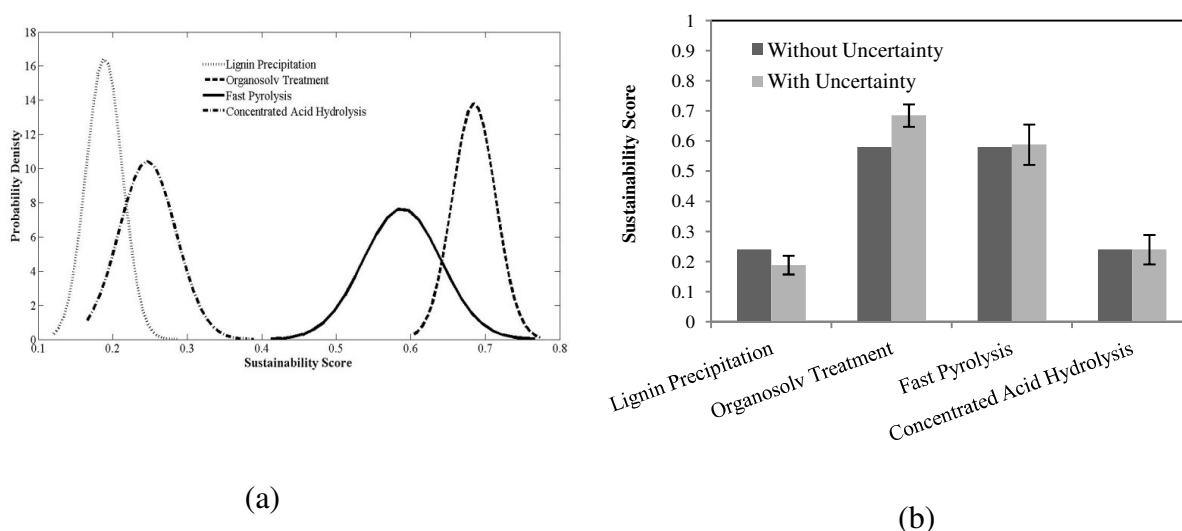 18
16
14
12
10
8
6
4
2
0
Probability Denisty
Lignin Precipitation
Organosolv Treatment
Fast Pyrolysis
Concentrated Acid Hydrolysis
0.1 0.2 0.3 0.4 0.5 0.6 0.7 0.8
Sustainability Score
(a)
1
0.9
0.8
0.7
0.6
0.5
0.4
0.3
0.2
0.1
0
Sustainability Score
Without Uncertainty
With Uncertainty
Lignin Precipitation
Organosolv Treatment
Fast Pyrolysis
Concentrated Acid Hydrolysis
(b)